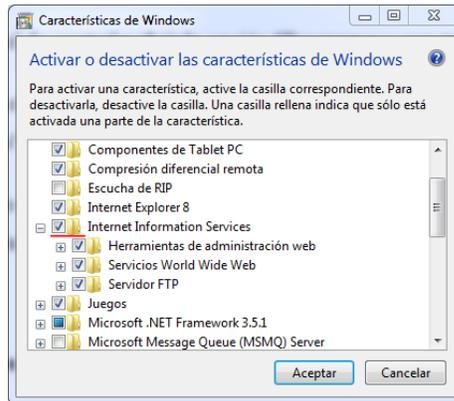 Características de Windows
Activar o desactivar las características de Windows
Para activar una característica, active la casilla correspondiente. Para
desactivarla, desactive la casilla. Una casilla rellena indica que sólo está
activada una parte de la característica.
Componentes de Tablet PC
Compresión diferencial remota
Escucha de RIP
Internet Explorer 8
Internet Information Services
Herramientas de administración web
Servicios World Wide Web
Servidor FTP
Juegos
Microsoft .NET Framework 3.5.1
Microsoft Message Queue (MSMQ) Server
Aceptar
Cancelar